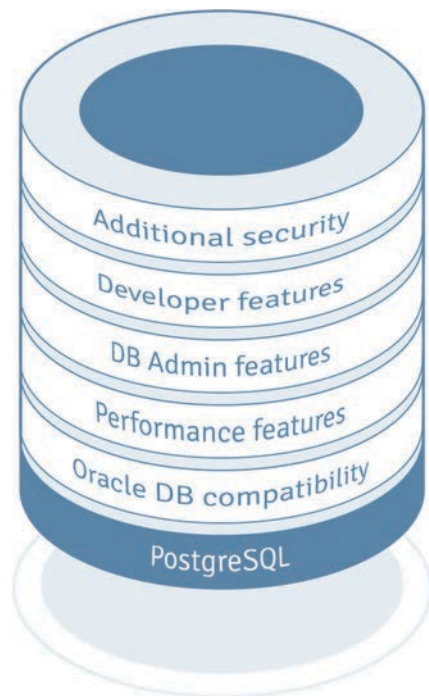 Additional security
Developer features
DB Admin features
Performance features
Oracle DB compatibility
PostgreSQL